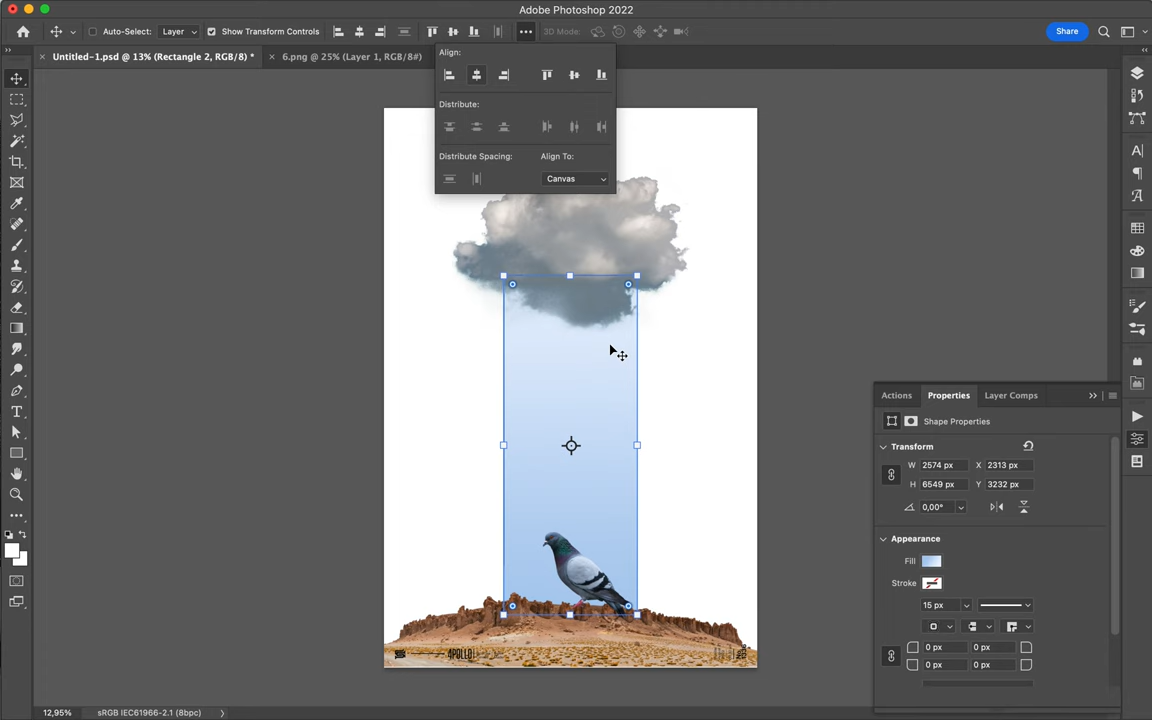 Adobe Photoshop 2022
Auto-Select: Layer Show Transform Controls 3D Mode: Share
Untitled-1.psd @ 13% (Rectangle 2, RGB/8) * 6.png @ 25% (Layer 1, RGB/8#)
Align:
Distribute:
Distribute Spacing: Align To:
Canvas
Actions Properties Layer Comps
Shape Properties
Transform
W 2574 px X 2313 px
H 6549 px Y 3232 px
0,00°
Appearance
Fill
Stroke
15 px
0 px 0 px
0 px 0 px
APOLLO
12,95% sRGB IEC61966-2.1 (8bpc)